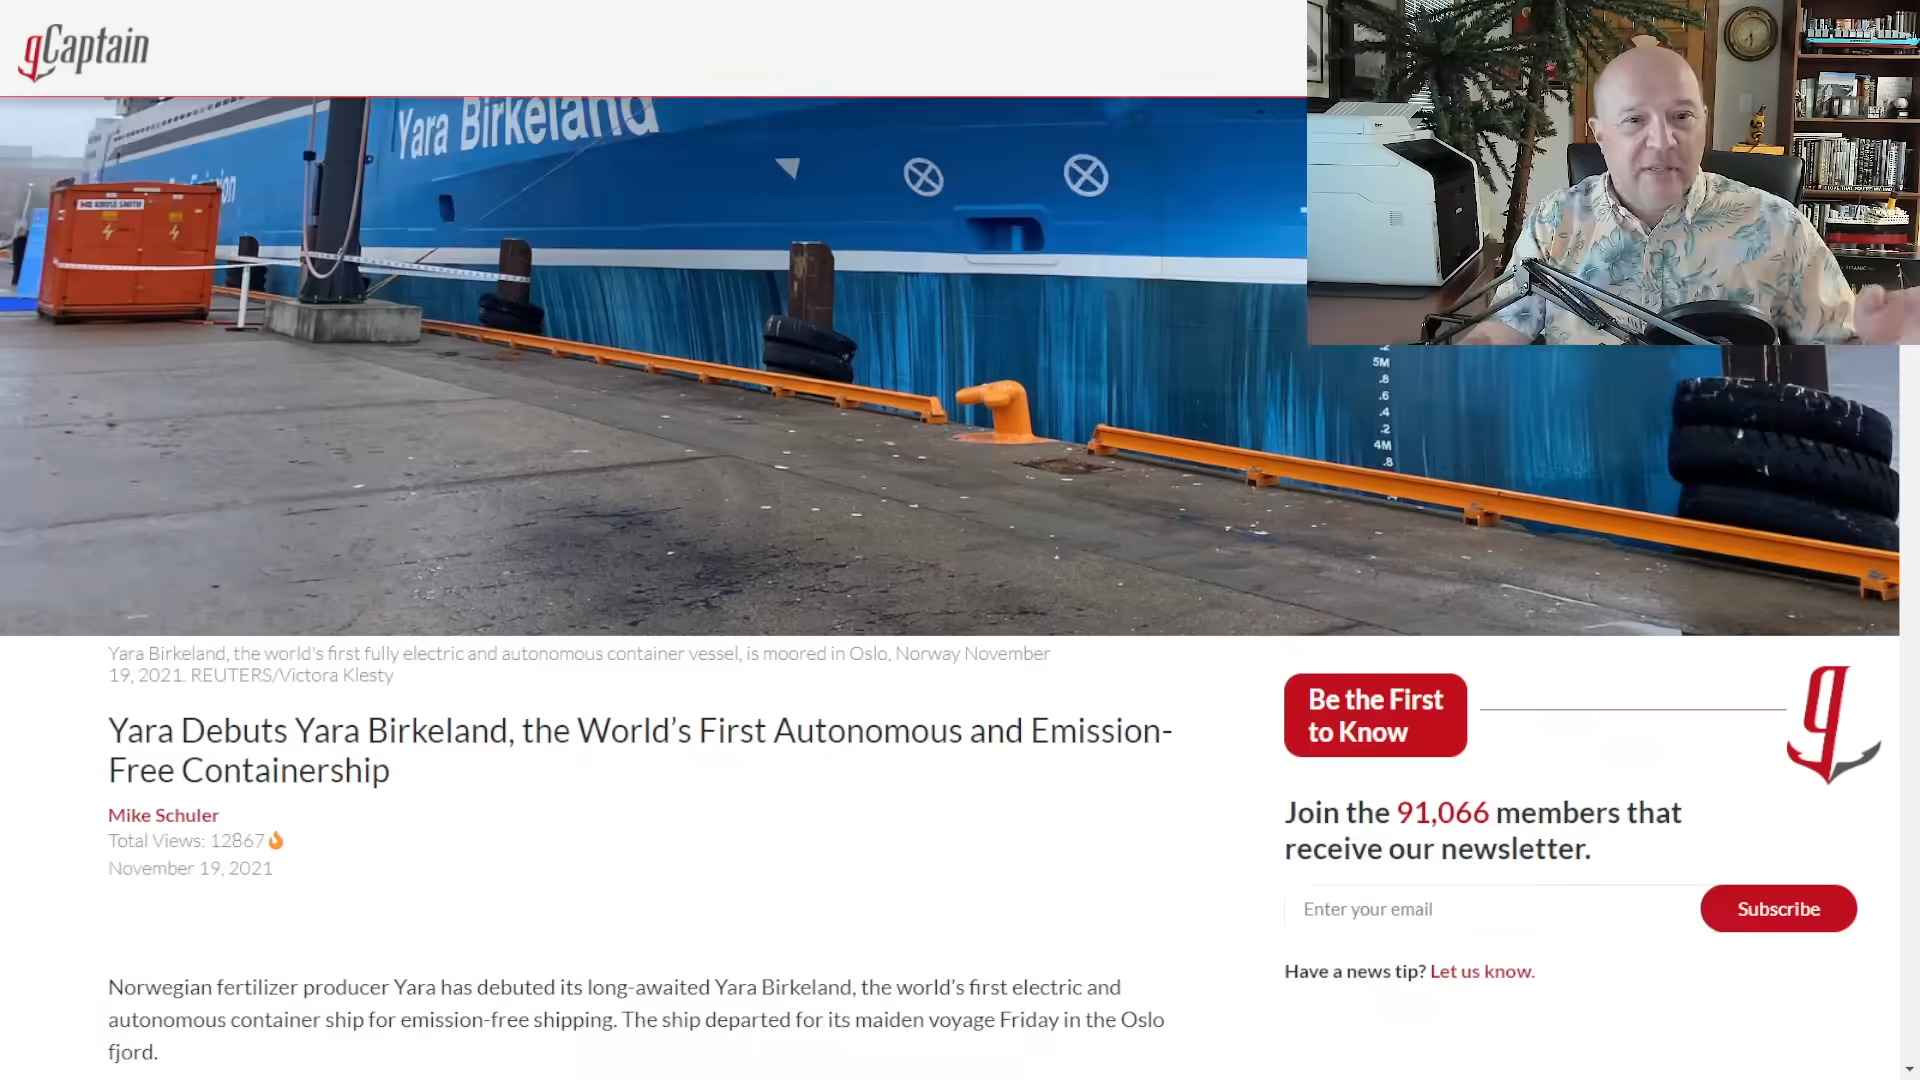 gCaptain
Yara Birkeland
KRUSE SMITH
5M
.8
.6
.4
.2
4M
.8
TITANIC
Yara Birkeland, the world's first fully electric and autonomous container vessel, is moored in Oslo, Norway November
19, 2021. REUTERS/Victora Klesty
Yara Debuts Yara Birkeland, the World's First Autonomous and Emission-
Free Containership
Mike Schuler
Total Views: 12867
November 19, 2021
Norwegian fertilizer producer Yara has debuted its long-awaited Yara Birkeland, the world's first electric and
autonomous container ship for emission-free shipping. The ship departed for its maiden voyage Friday in the Oslo
fjord.
Be the First
to Know
Join the 91,066 members that
receive our newsletter.
Enter your email
Subscribe
Have a news tip? Let us know.